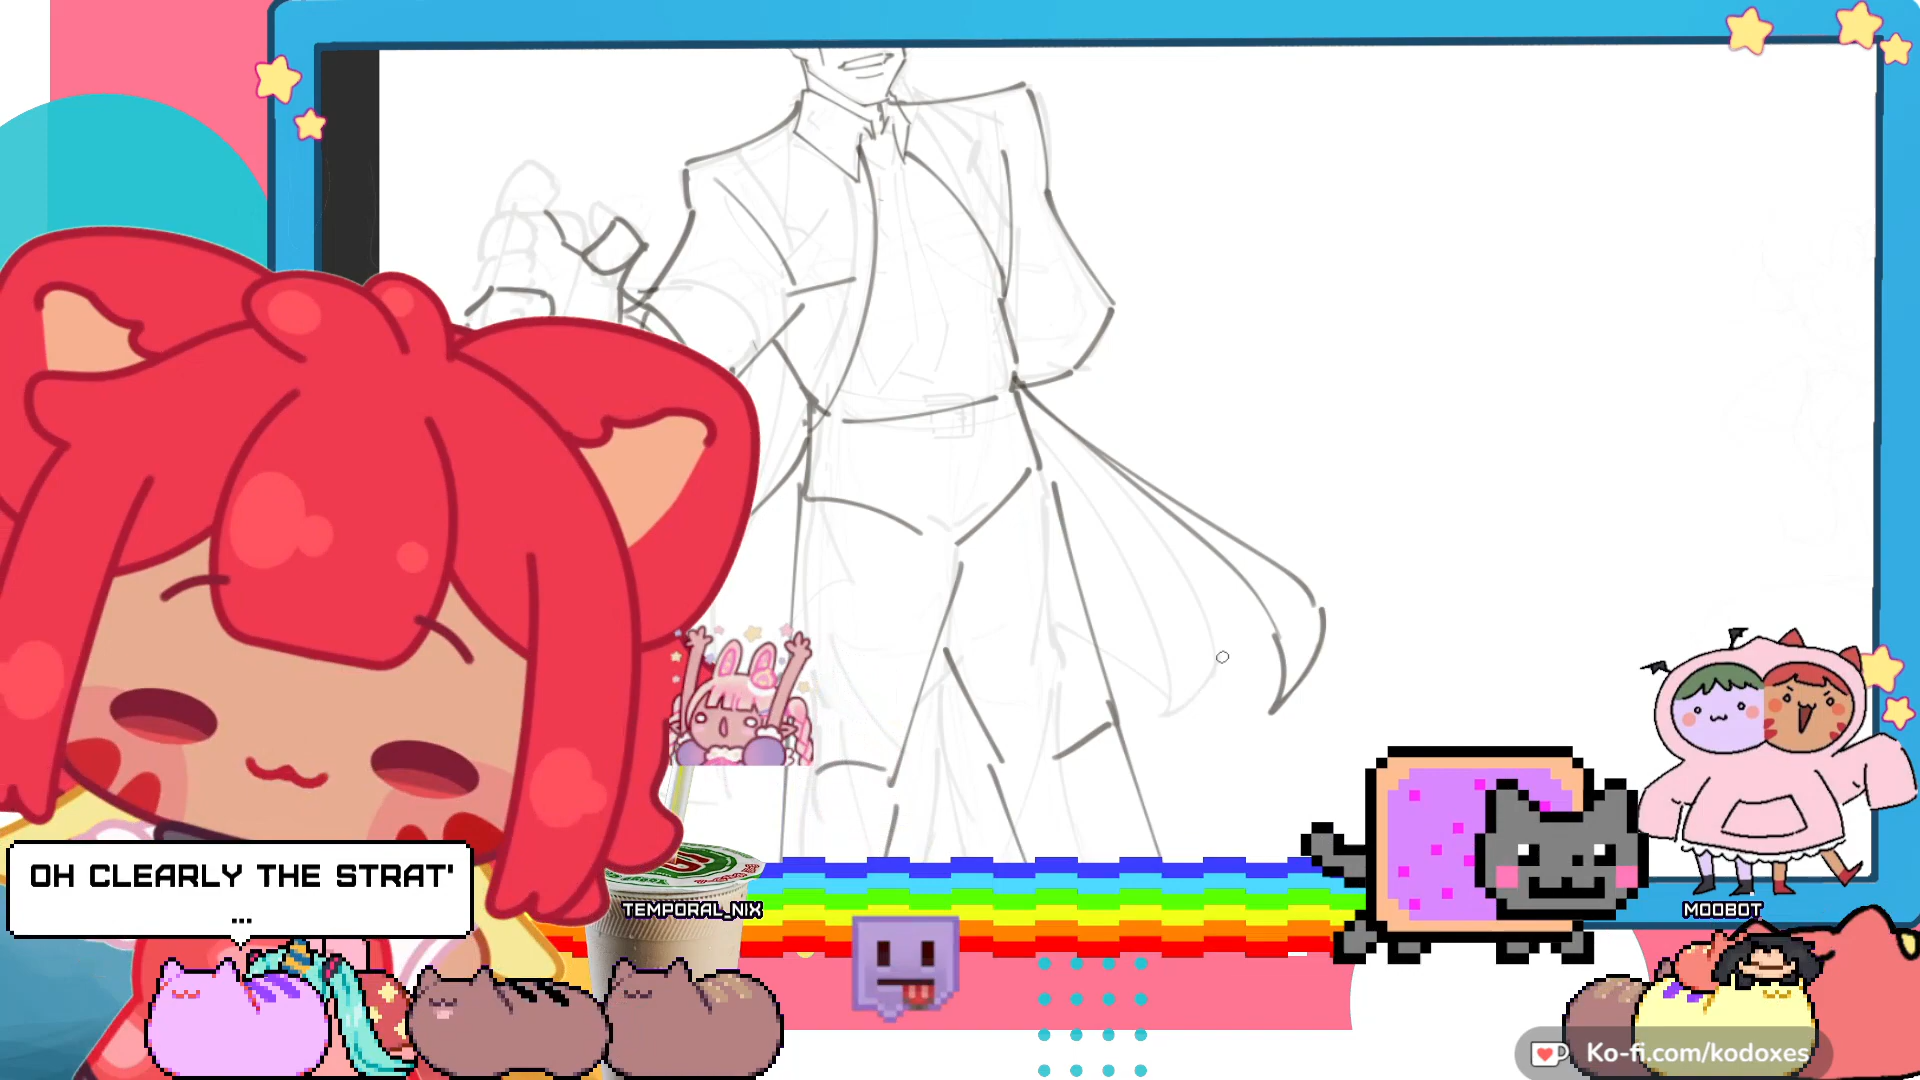 OH CLEARLY THE STRAT'
...
TEMPORAL_NIX
MOOBOT
Ko-fi.com/kodoxes